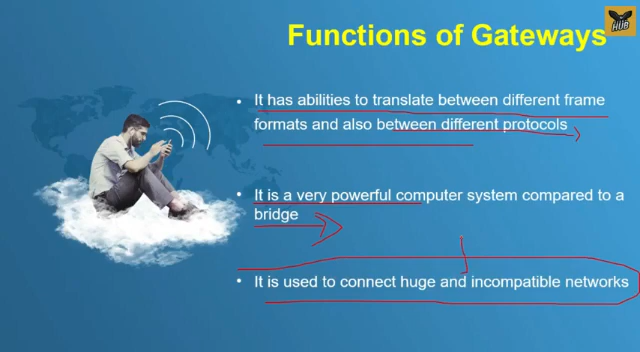 Functions of Gateways
HUB
• It has abilities to translate between different frame
formats and also between different protocols
• It is a very powerful computer system compared to a
bridge
• It is used to connect huge and incompatible networks